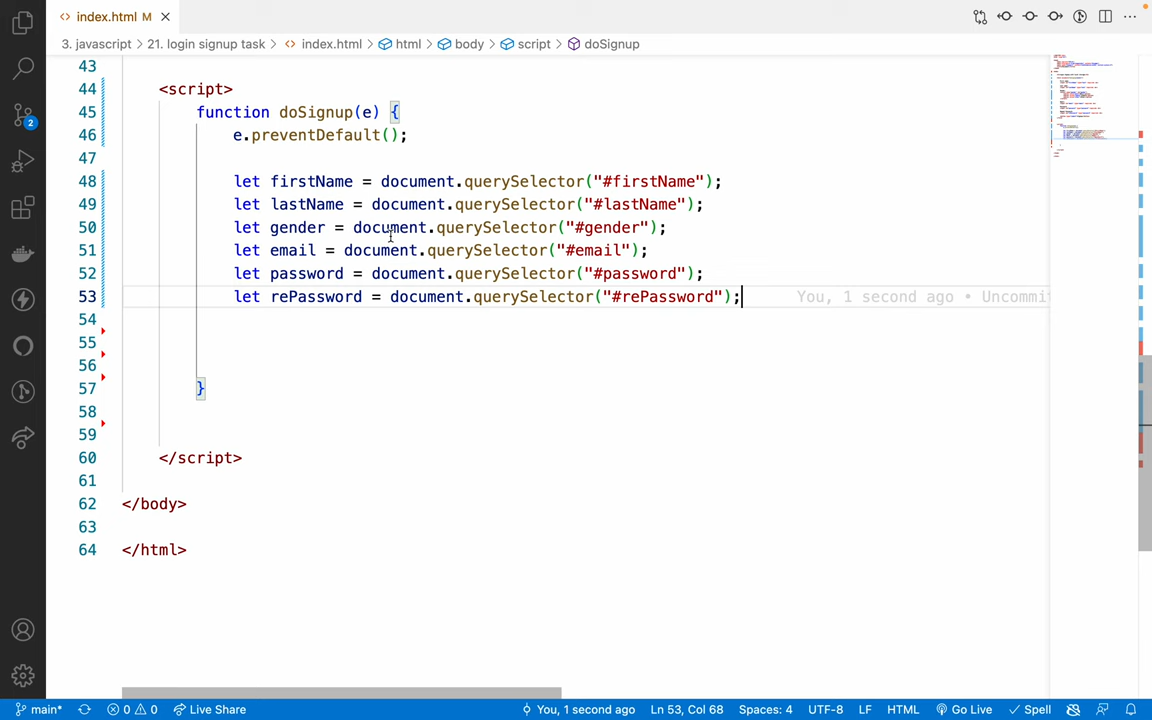 index.html M
3. javascript > 21. login signup task > index.html > html > body > script > doSignup
43
44 <script>
45 function doSignup(e) {
46 e.preventDefault();
47
48 let firstName = document.querySelector("#firstName");
49 let lastName = document.querySelector("#lastName");
50 let gender = document.querySelector("#gender");
51 let email = document.querySelector("#email");
52 let password = document.querySelector("#password");
53 let rePassword = document.querySelector("#rePassword"); You, 1 second ago • Uncommit
54
55
56
57 }
58
59
60 </script>
61
62 </body>
63
64 </html>
2
main* 0 0 Live Share You, 1 second ago Ln 53, Col 68 Spaces: 4 UTF-8 LF HTML Go Live Spell